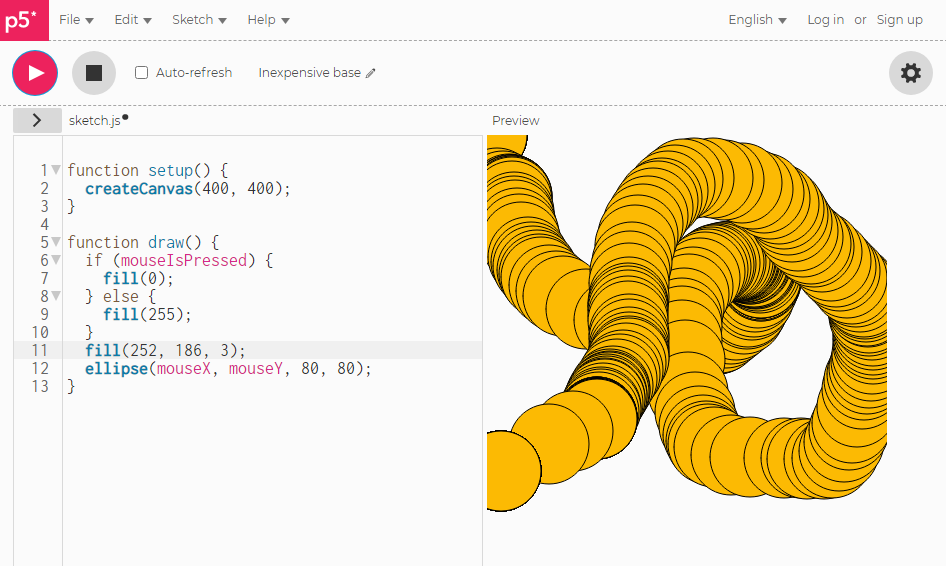 p5* File Edit Sketch Help English Log in or Sign up
Auto-refresh Inexpensive base
sketch.js Preview
1 function setup() {
2 createCanvas(400, 400);
3 }
4
5 function draw() {
6 if (mouseIsPressed) {
7 fill(0);
8 } else {
9 fill(255);
10 }
11 fill(252, 186, 3);
12 ellipse(mouseX, mouseY, 80, 80);
13 }